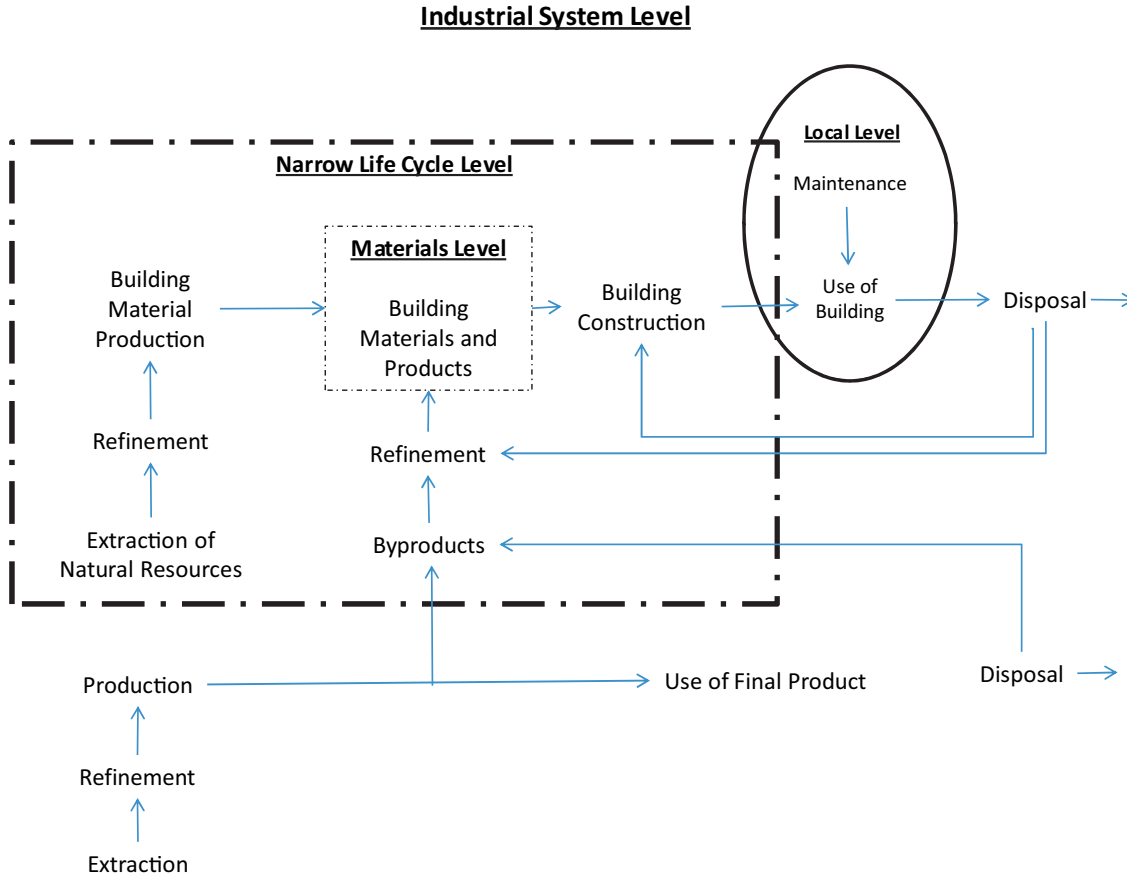 Industrial System Level
Local Level
Narrow Life Cycle Level
Maintenance
Materials Level
Building
Material
Production
Building
Materials and
Products
Building
Construction
Use of
Building
Disposal
Refinement
Refinement
Extraction of
Natural Resources
Byproducts
Production
Use of Final Product
Disposal
Refinement
Extraction